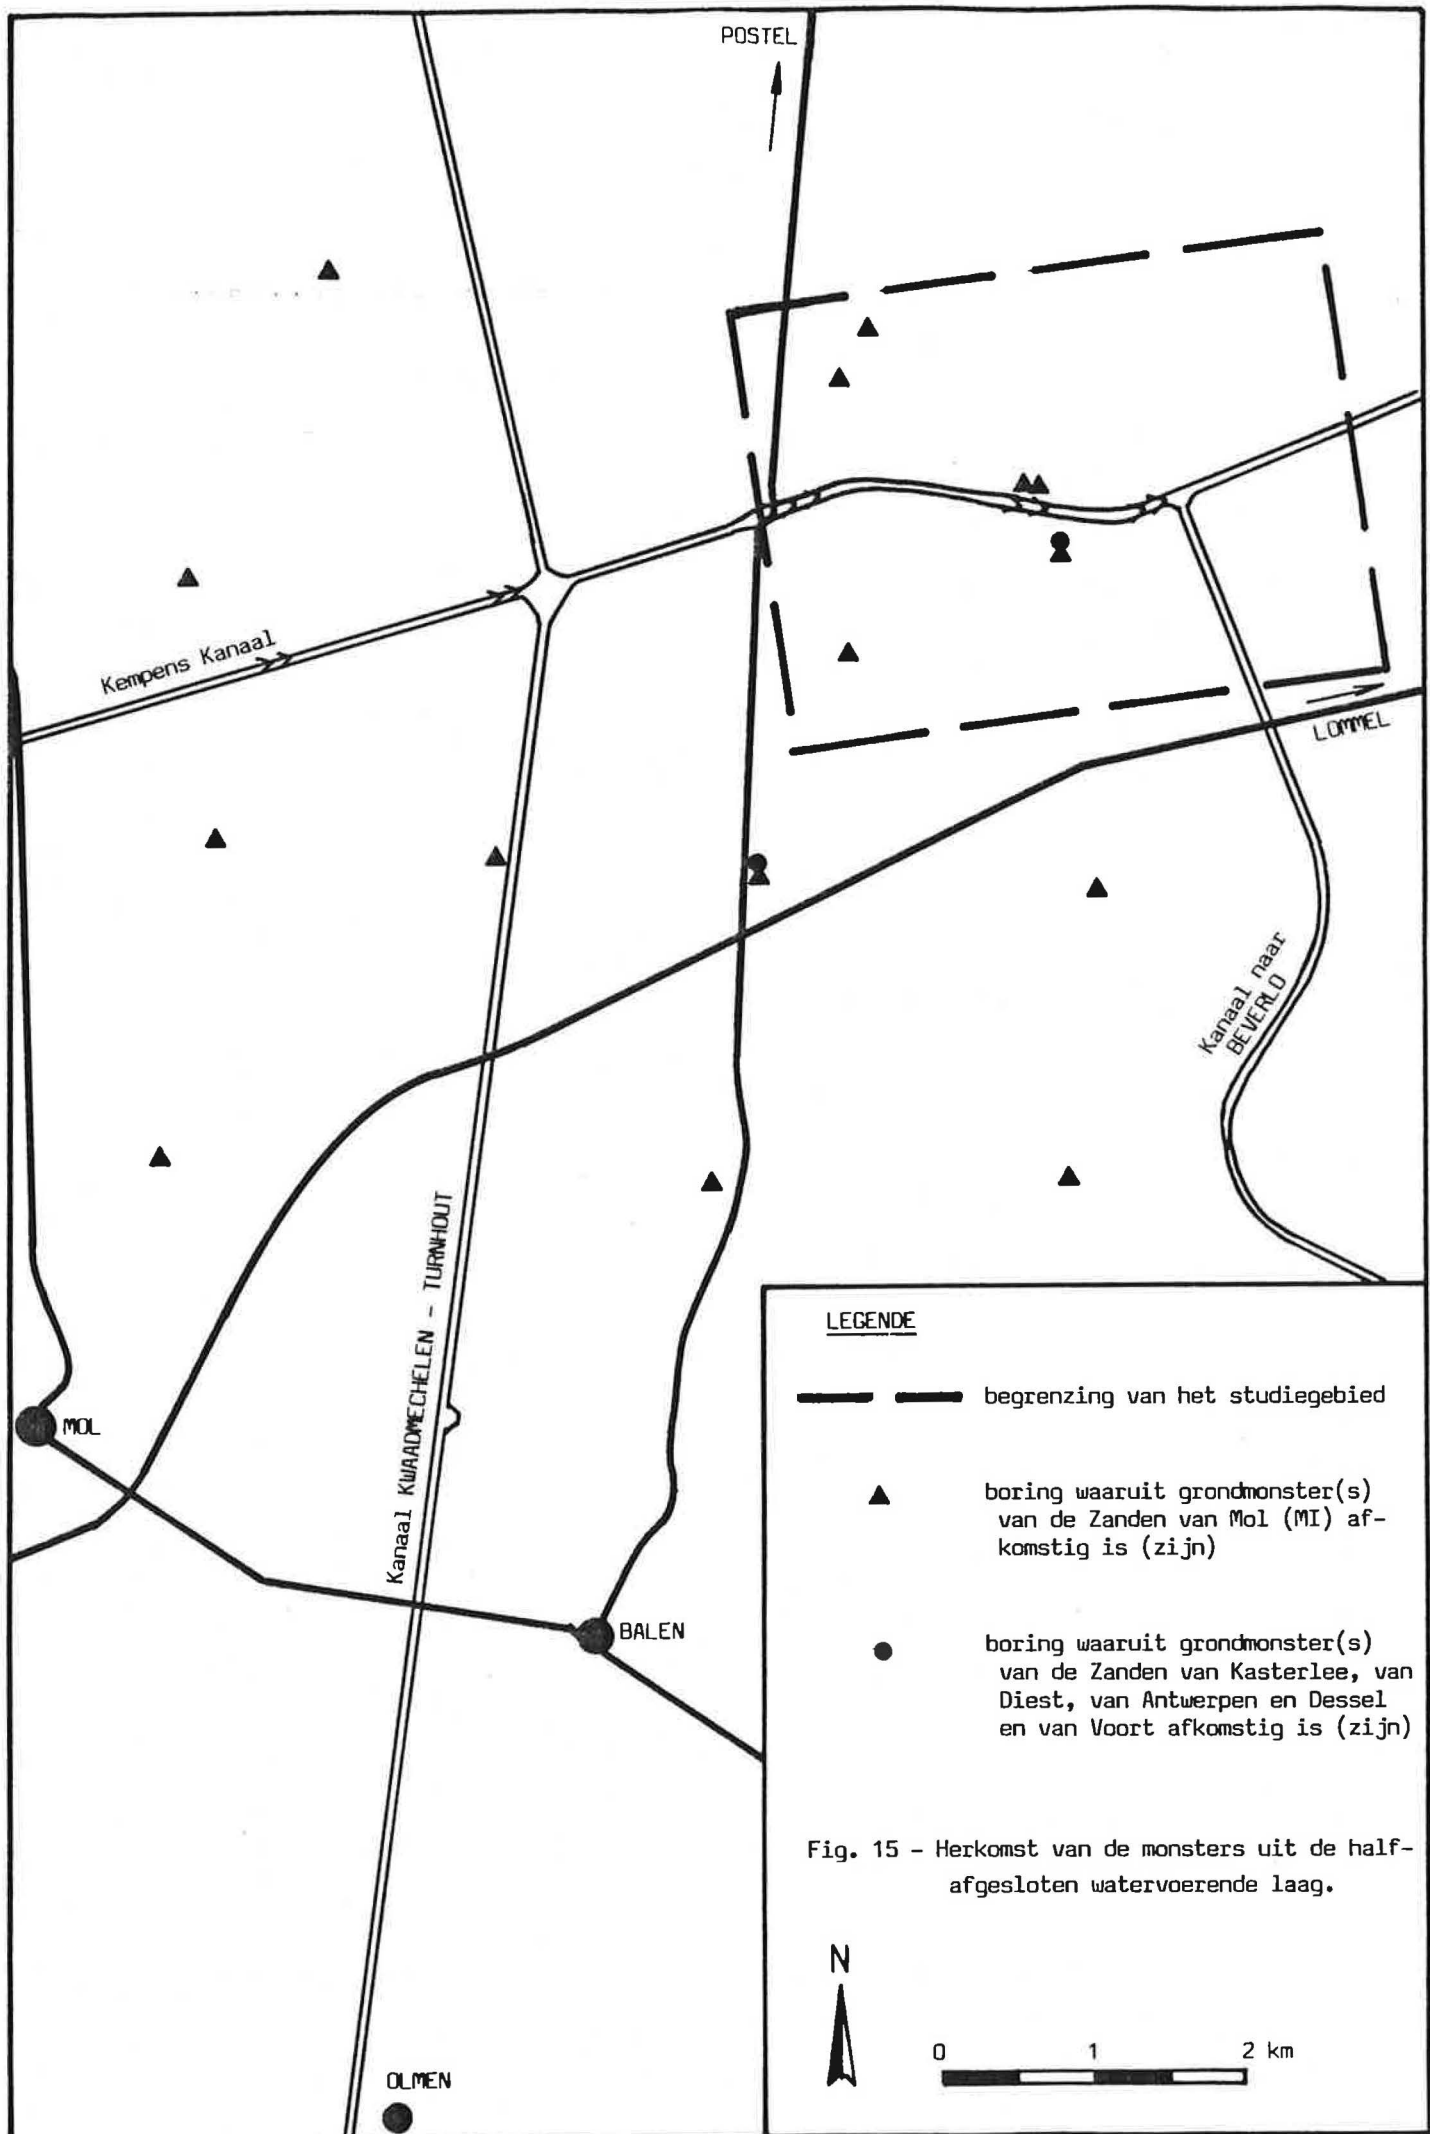 POSTEL
Kempens Kanaal
LOMMEL
Kanaal naar
BEVERLO
Kanaal KWAADMECHELEN - TURNHOUT
MOL
BALEN
OLMEN
LEGENDE
begrenzing van het studiegebied
boring waaruit grondmonster(s)
van de Zanden van Mol (MI) af-
komstig is (zijn)
boring waaruit grondmonster(s)
van de Zanden van Kasterlee, van
Diest, van Antwerpen en Dessel
en van Voort afkomstig is (zijn)
Fig. 15 - Herkomst van de monsters uit de half-
afgesloten watervoerende laag.
N
0 1 2 km